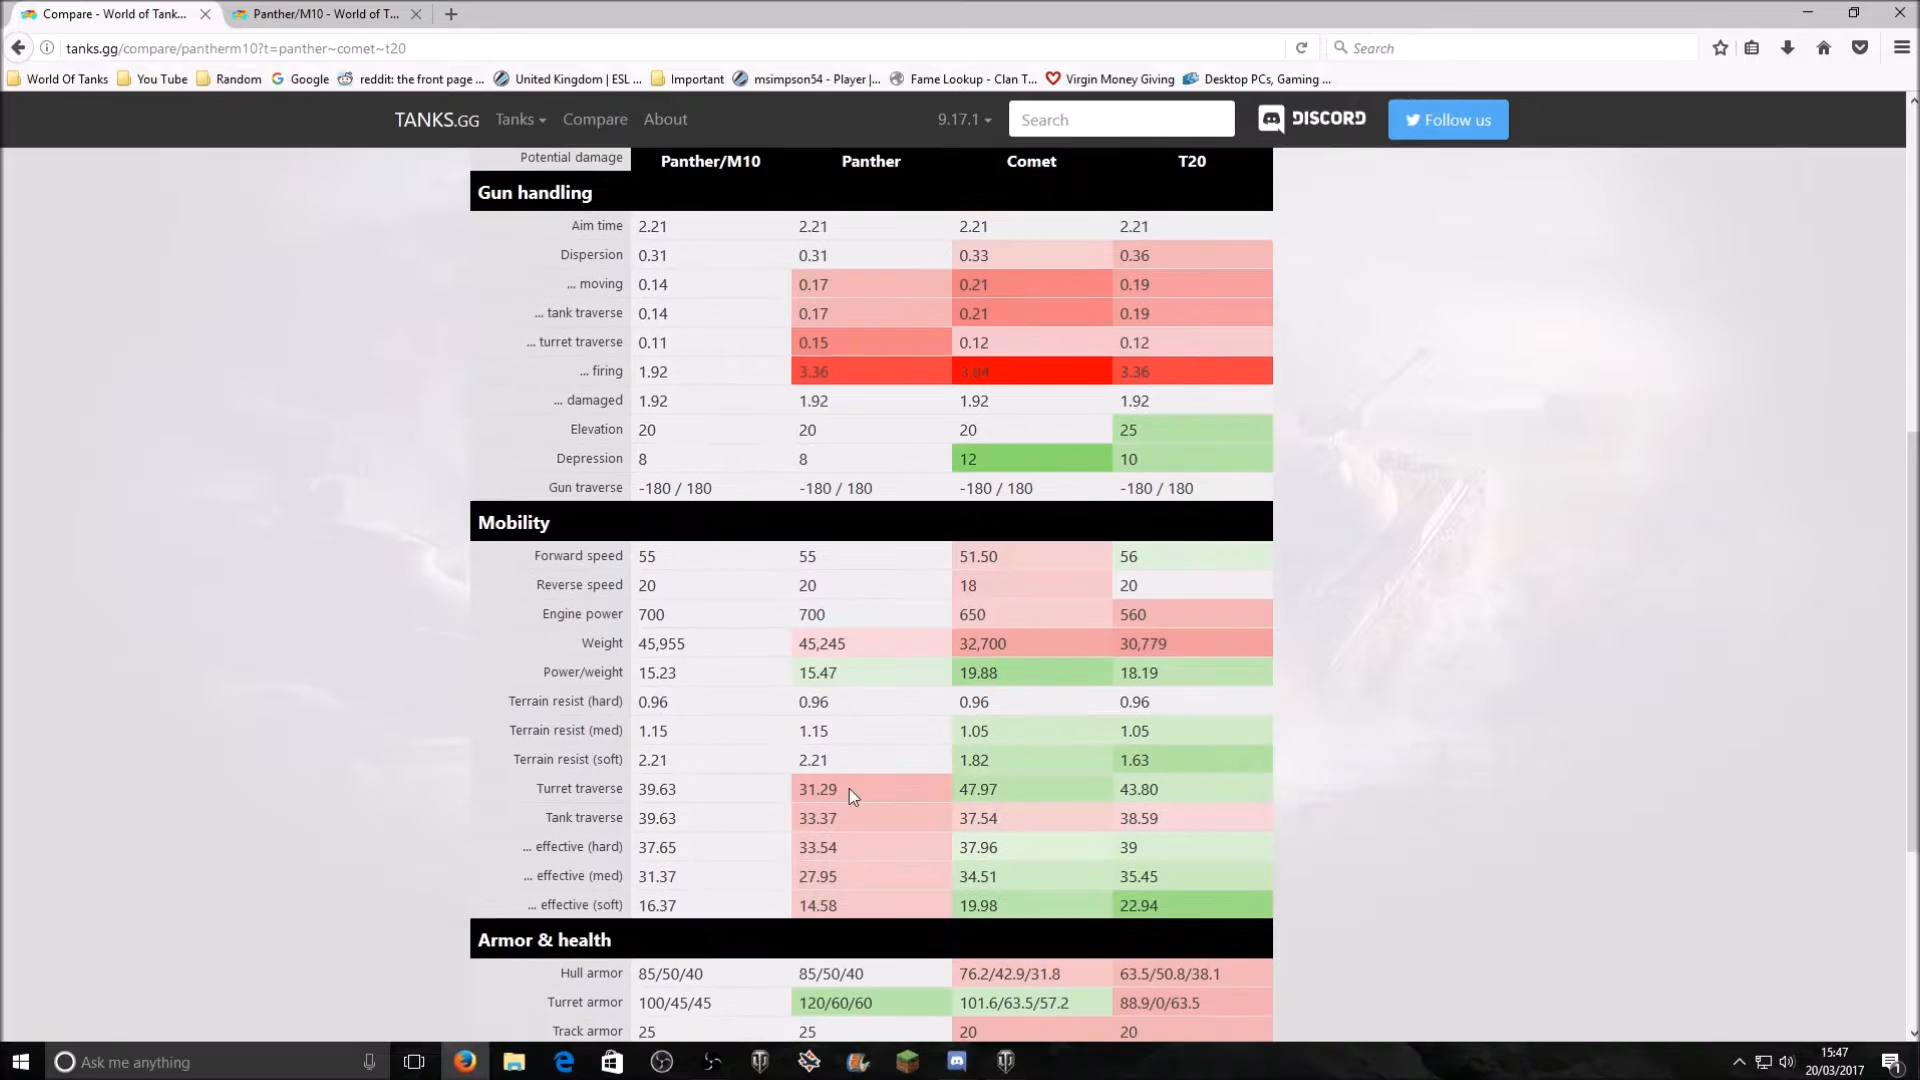 Compare - World of Tank...
Panther/M10 - World of T...
tanks.gg/compare/pantherm10?t=panther~comet~t20
Search
World Of Tanks
You Tube
Random
Google
reddit: the front page ...
United Kingdom | ESL ...
Important
msimpson54 - Player |...
Fame Lookup - Clan T...
Virgin Money Giving
Desktop PCs, Gaming ...
TANKS.GG
Tanks
Compare
About
9.17.1
Search
DISCORD
Follow us
Potential damage Panther/M10 Panther Comet T20
Gun handling
Aim time 2.21 2.21 2.21 2.21
Dispersion 0.31 0.31 0.33 0.36
... moving 0.14 0.17 0.21 0.19
... tank traverse 0.14 0.17 0.21 0.19
... turret traverse 0.11 0.15 0.12 0.12
... firing 1.92 3.36 3.84 3.36
... damaged 1.92 1.92 1.92 1.92
Elevation 20 20 20 25
Depression 8 8 12 10
Gun traverse -180 / 180 -180 / 180 -180 / 180 -180 / 180
Mobility
Forward speed 55 55 51.50 56
Reverse speed 20 20 18 20
Engine power 700 700 650 560
Weight 45,955 45,245 32,700 30,779
Power/weight 15.23 15.47 19.88 18.19
Terrain resist (hard) 0.96 0.96 0.96 0.96
Terrain resist (med) 1.15 1.15 1.05 1.05
Terrain resist (soft) 2.21 2.21 1.82 1.63
Turret traverse 39.63 31.29 47.97 43.80
Tank traverse 39.63 33.37 37.54 38.59
... effective (hard) 37.65 33.54 37.96 39
... effective (med) 31.37 27.95 34.51 35.45
... effective (soft) 16.37 14.58 19.98 22.94
Armor & health
Hull armor 85/50/40 85/50/40 76.2/42.9/31.8 63.5/50.8/38.1
Turret armor 100/45/45 120/60/60 101.6/63.5/57.2 88.9/0/63.5
Track armor 25 25 20 20
Ask me anything
15:47
20/03/2017
1